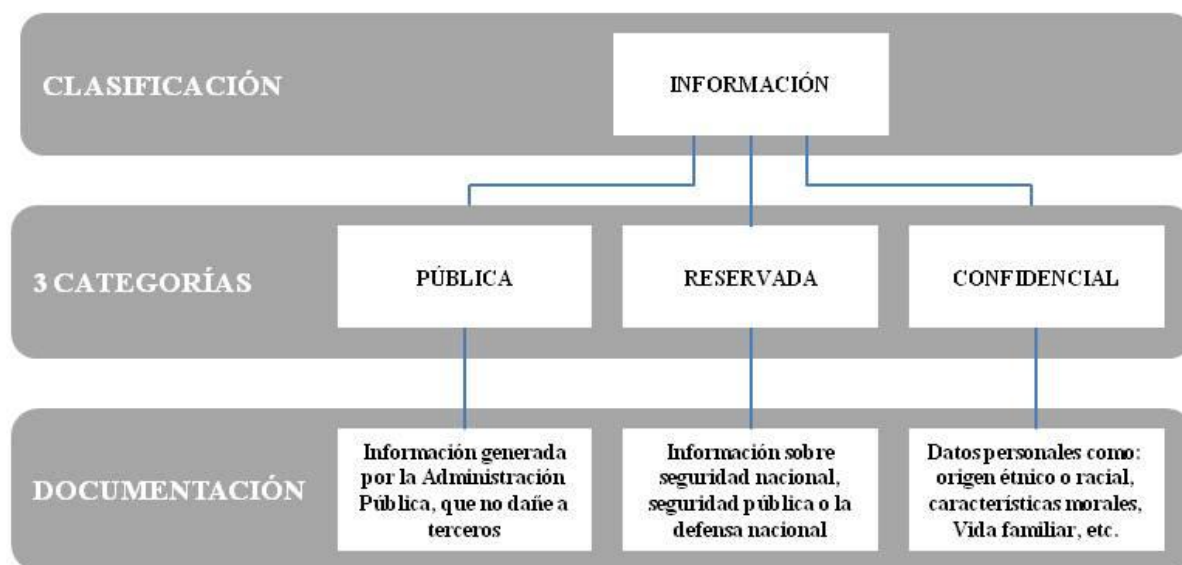 CLASIFICACIÓN
INFORMACIÓN
3 CATEGORÍAS
PÚBLICA
RESERVADA
CONFIDENCIAL
DOCUMENTACIÓN
Información generada
por la Administración
Pública, que no dañe a
terceros
Información sobre
seguridad nacional,
seguridad pública o la
defensa nacional
Datos personales como:
origen étnico o racial,
características morales,
Vida familiar, etc.